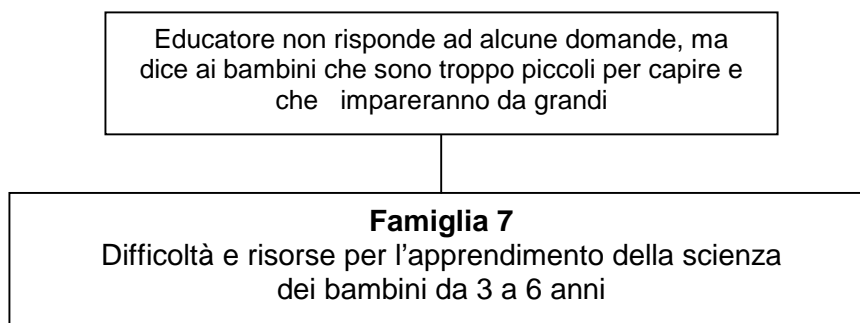 Educatore non risponde ad alcune domande, ma
dice ai bambini che sono troppo piccoli per capire e
che impareranno da grandi
Famiglia 7
Difficoltà e risorse per l’apprendimento della scienza
dei bambini da 3 a 6 anni